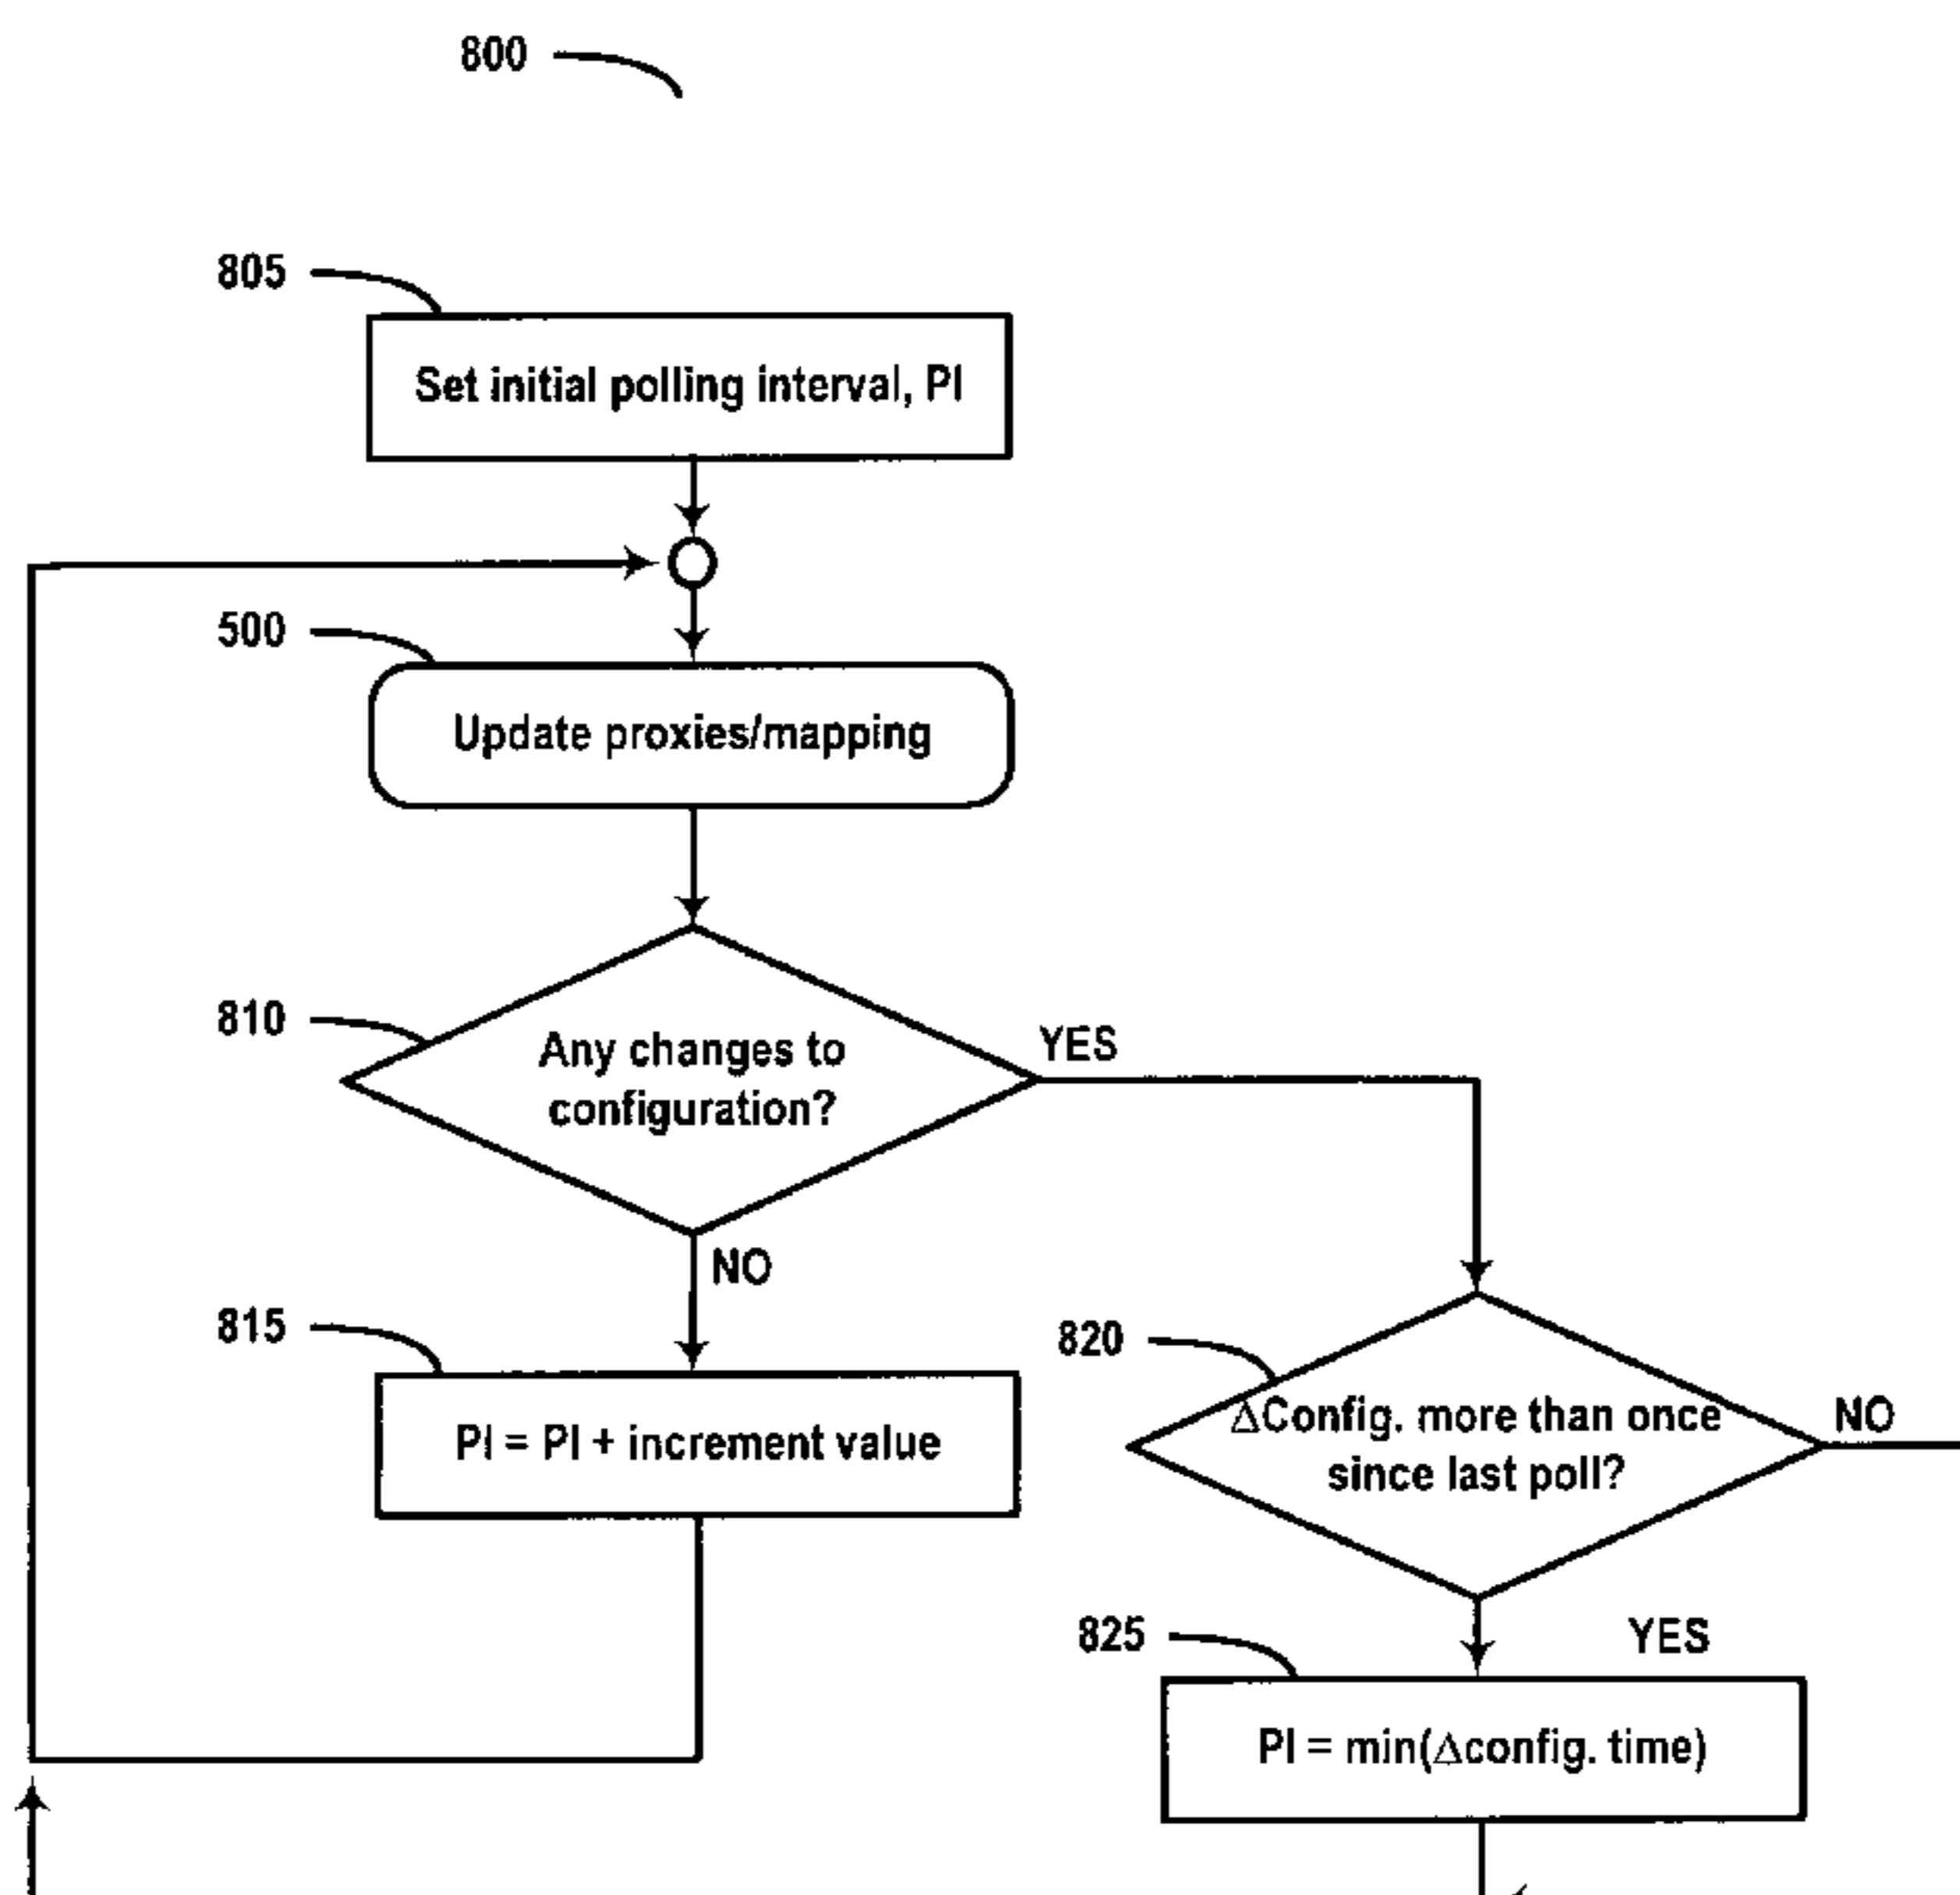 800
805
Set initial polling interval, PI
500
Update proxies/mapping
810
Any changes to
configuration?
YES
NO
815
PI = PI + increment value
820
ΔConfig. more than once
since last poll?
NO
YES
825
PI = min(Δconfig. time)